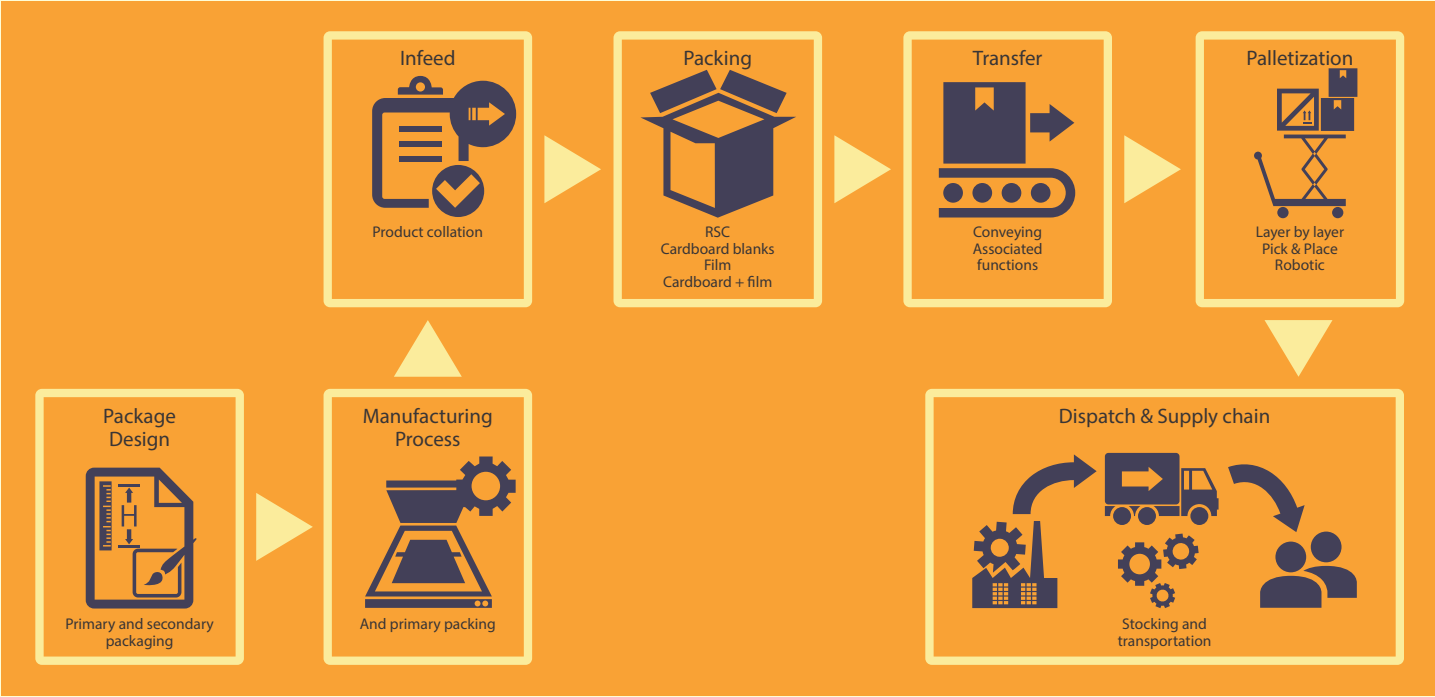 Infeed
Product collation
Packing
RSC
Cardboard blanks
Film
Cardboard + film
Transfer
Conveying
Associated
functions
Palletization
Layer by layer
Pick & Place
Robotic
Package
Design
H
Primary and secondary
packaging
Manufacturing
Process
And primary packing
Dispatch & Supply chain
Stocking and
transportation